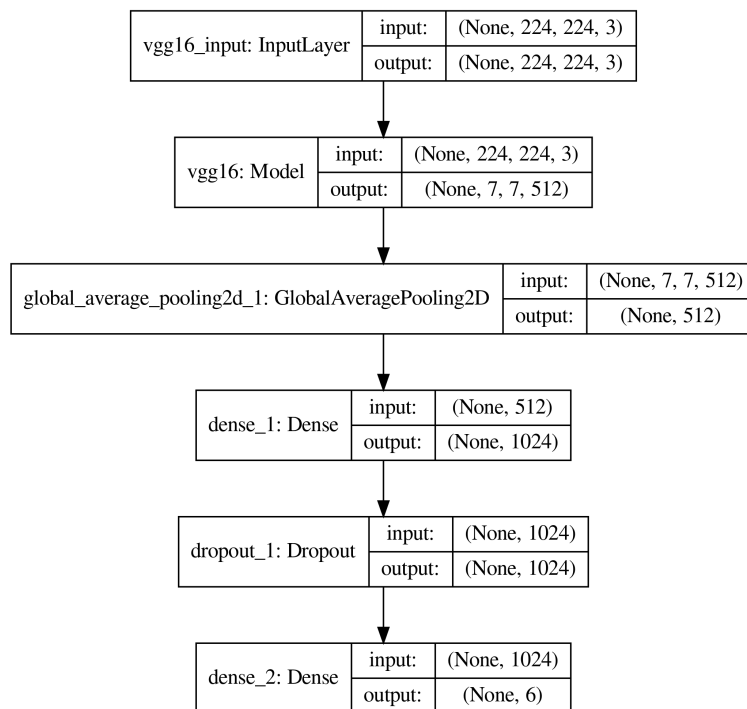 vgg16_input: InputLayer
input: (None, 224, 224, 3)
output: (None, 224, 224, 3)
vgg16: Model
input: (None, 224, 224, 3)
output: (None, 7, 7, 512)
global_average_pooling2d_1: GlobalAveragePooling2D
input: (None, 7, 7, 512)
output: (None, 512)
dense_1: Dense
input: (None, 512)
output: (None, 1024)
dropout_1: Dropout
input: (None, 1024)
output: (None, 1024)
dense_2: Dense
input: (None, 1024)
output: (None, 6)